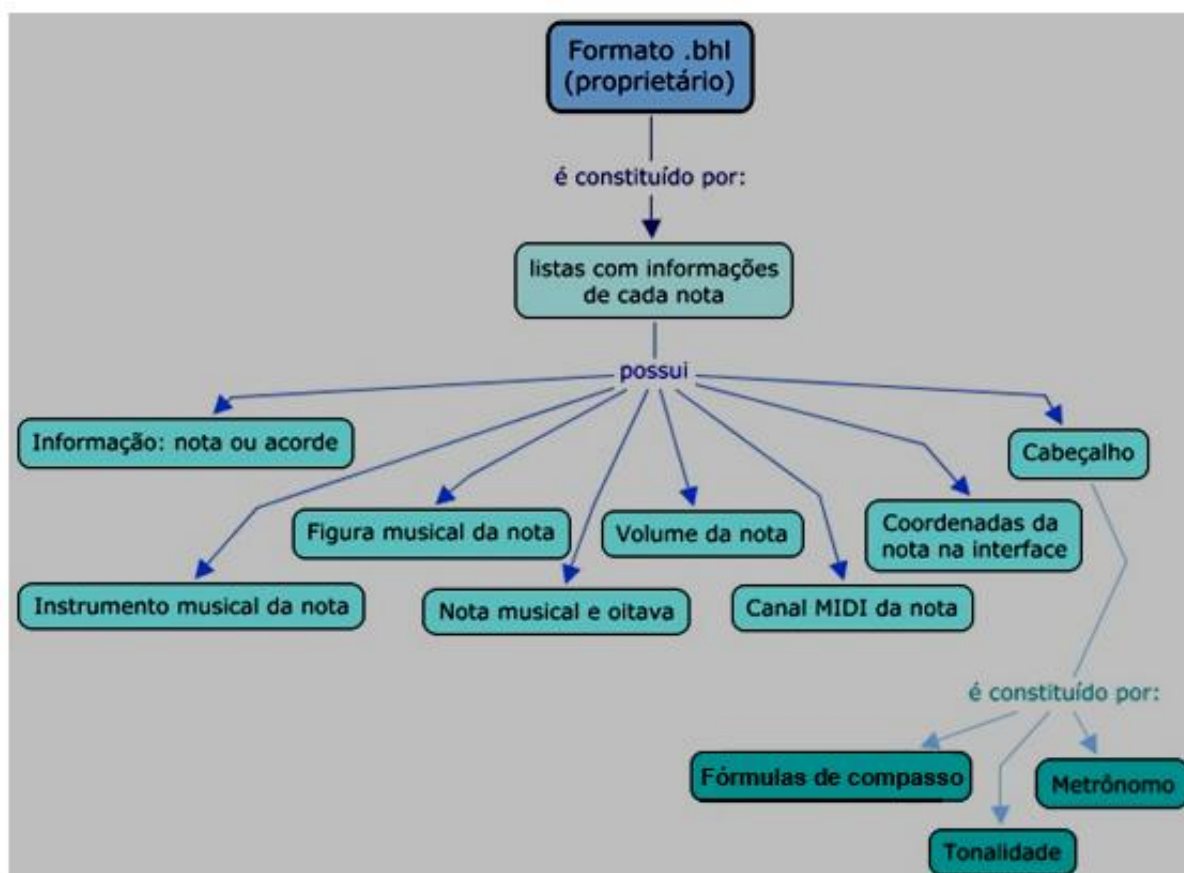 Formato .bhl
(proprietário)
é constituído por:
listas com informações
de cada nota
possui
Informação: nota ou acorde
Cabeçalho
Figura musical da nota
Volume da nota
Coordenadas da
nota na interface
Instrumento musical da nota
Nota musical e oitava
Canal MIDI da nota
é constituído por:
Fórmulas de compasso
Metrônomo
Tonalidade